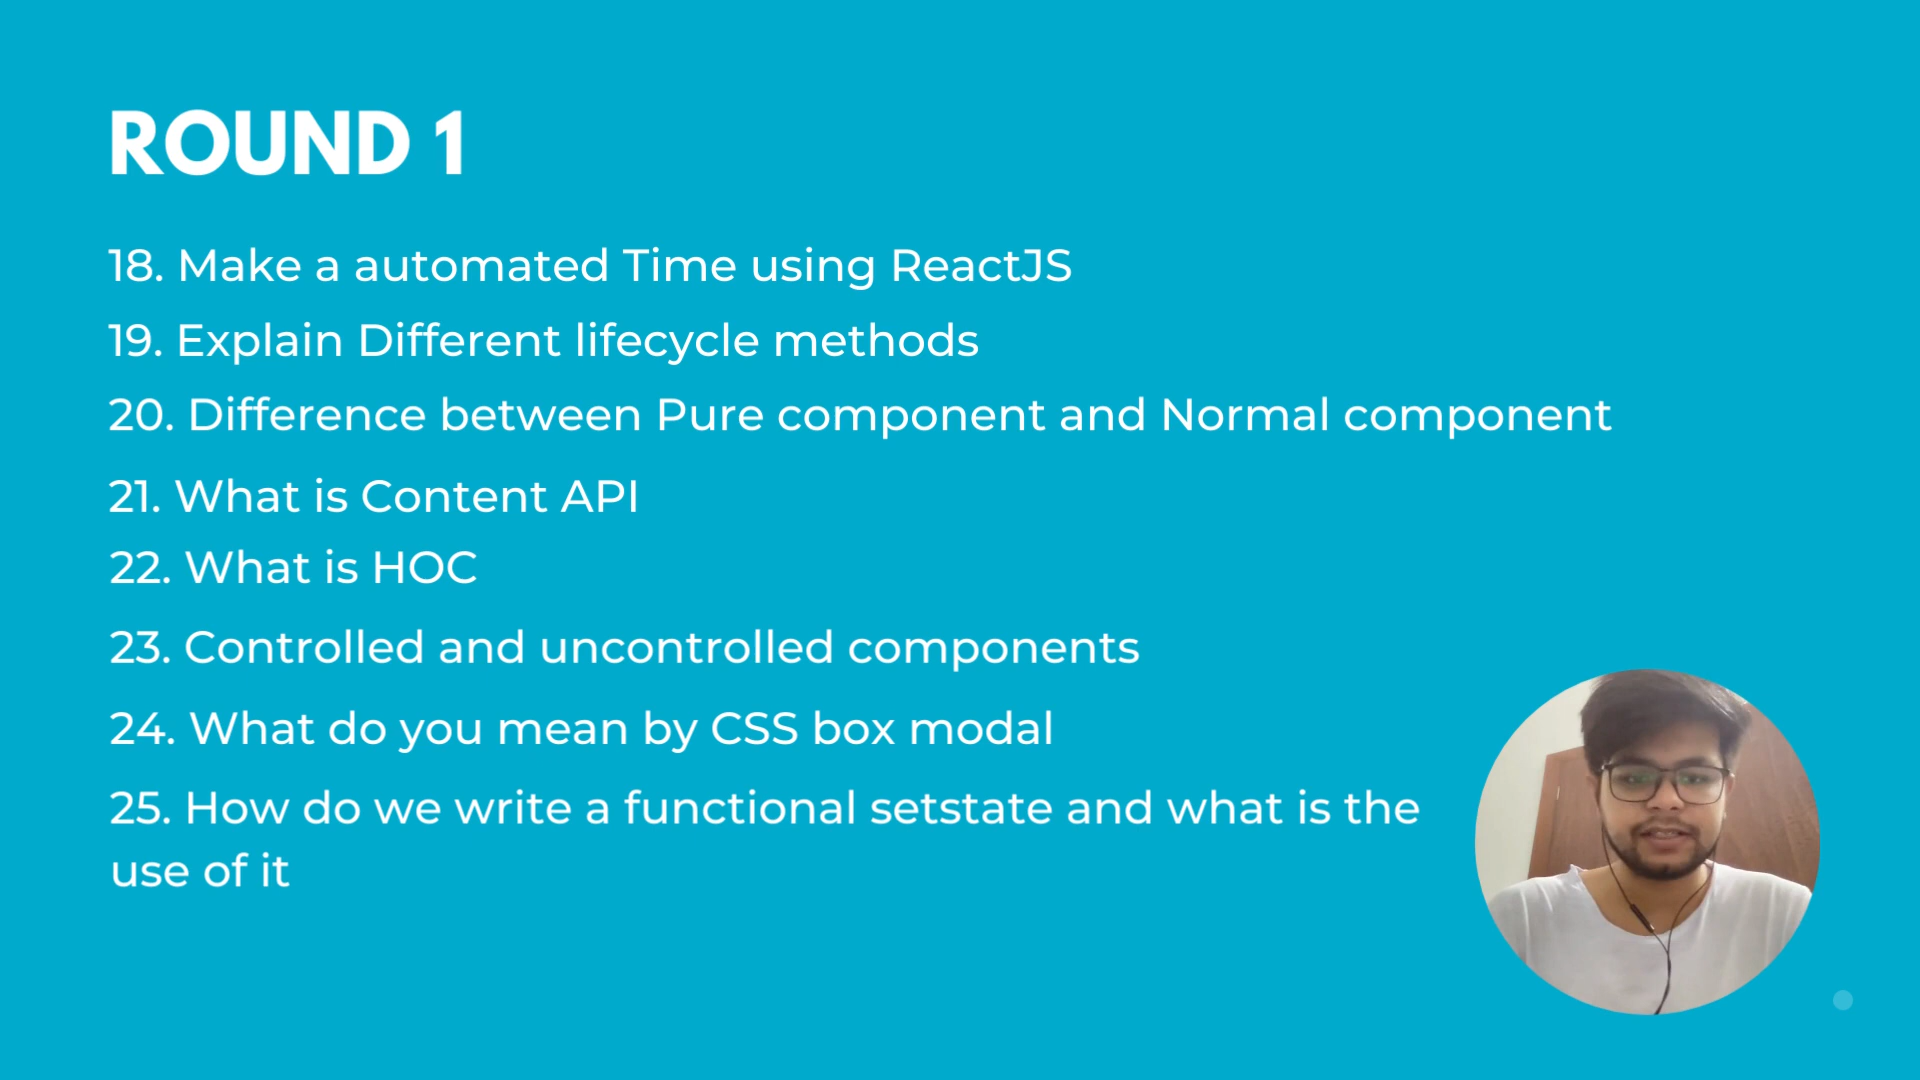 ROUND 1
18. Make a automated Time using ReactJS
19. Explain Different lifecycle methods
20. Difference between Pure component and Normal component
21. What is Content API
22. What is HOC
23. Controlled and uncontrolled components
24. What do you mean by CSS box modal
25. How do we write a functional setstate and what is the
use of it